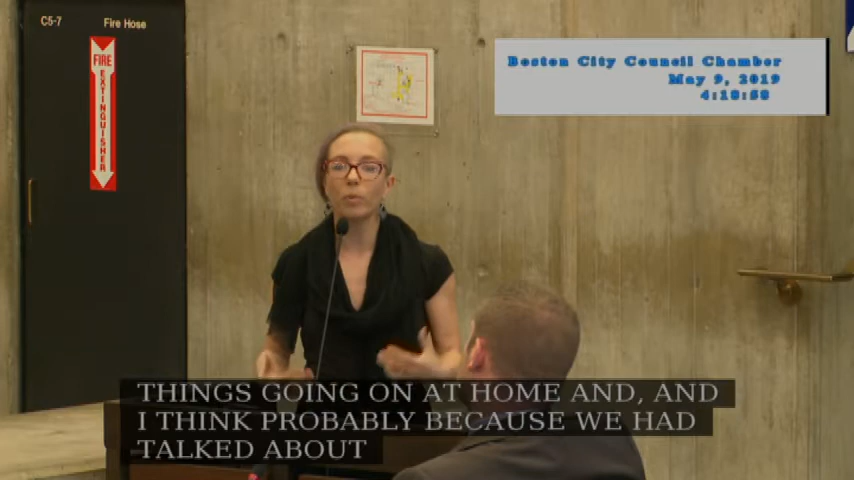 C5-7 Fire Hose
FIRE
EXTINGUISHER
Boston City Council Chamber
May 9, 2019
4:18:58
THINGS GOING ON AT HOME AND, AND
I THINK PROBABLY BECAUSE WE HAD
TALKED ABOUT